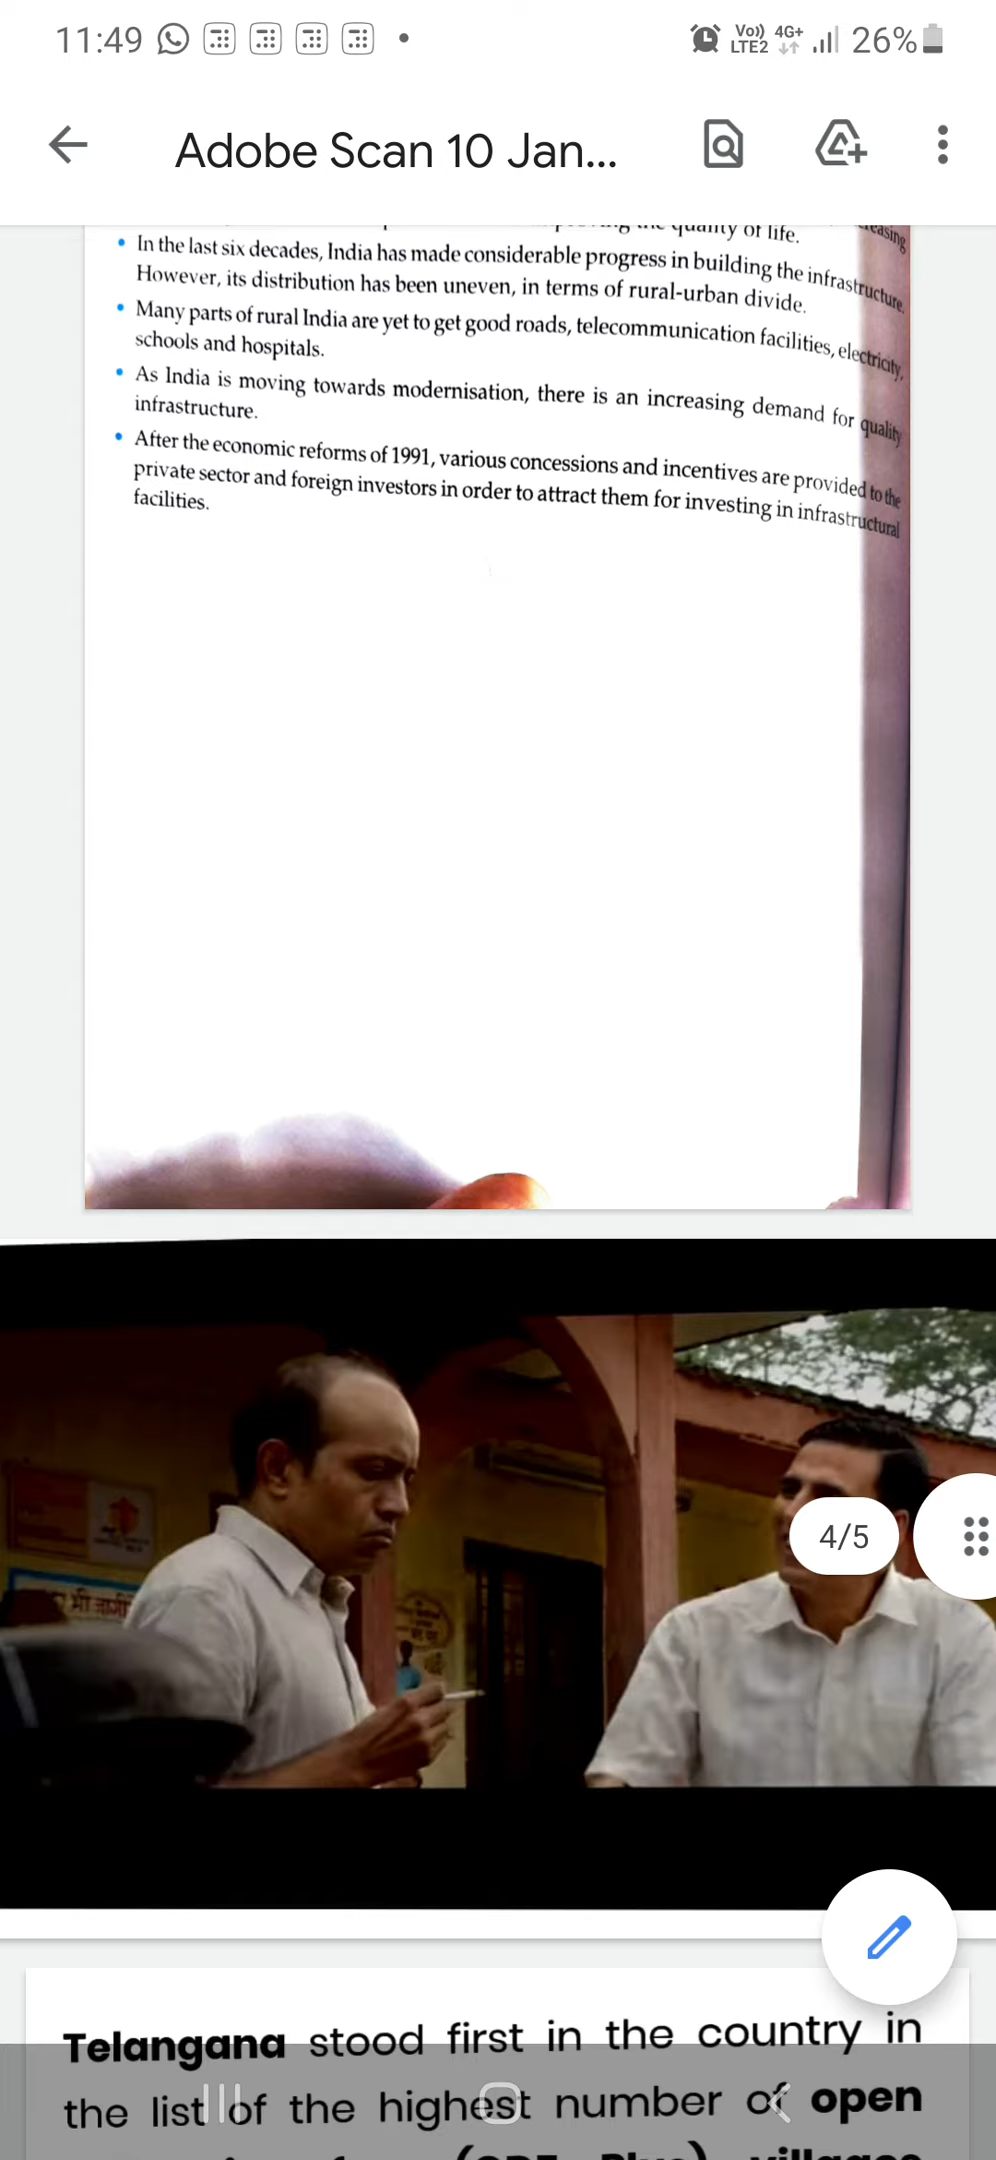 11:49
Vo)) 4G+
LTE2
26%
Adobe Scan 10 Jan...
quality of life.
• In the last six decades, India has made considerable progress in building the infrastructure.
However, its distribution has been uneven, in terms of rural-urban divide.
• Many parts of rural India are yet to get good roads, telecommunication facilities, electricity,
schools and hospitals.
• As India is moving towards modernisation, there is an increasing demand for quality
infrastructure.
• After the economic reforms of 1991, various concessions and incentives are provided to the
private sector and foreign investors in order to attract them for investing in infrastructural
facilities.
4/5
Telangana stood first in the country in
the list of the highest number of open